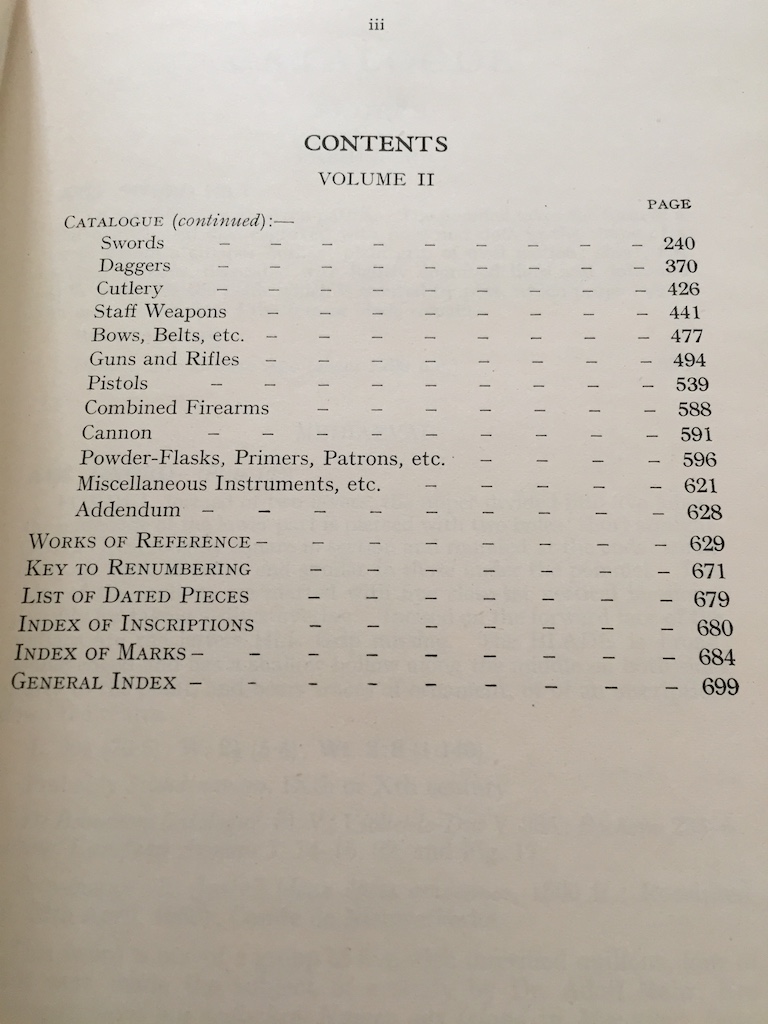 iii
CONTENTS
VOLUME II
PAGE
CATALOGUE (continued):—
Swords - - - - - - - - - 240
Daggers - - - - - - - - - 370
Cutlery - - - - - - - - - 426
Staff Weapons - - - - - - - - 441
Bows, Belts, etc. - - - - - - - - 477
Guns and Rifles - - - - - - - - 494
Pistols - - - - - - - - - 539
Combined Firearms - - - - - - - 588
Cannon - - - - - - - - - 591
Powder-Flasks, Primers, Patrons, etc. - - - - 596
Miscellaneous Instruments, etc. - - - - - 621
Addendum - - - - - - - - - 628
WORKS OF REFERENCE - - - - - - - - 629
KEY TO RENUMBERING - - - - - - - 671
LIST OF DATED PIECES - - - - - - - 679
INDEX OF INSCRIPTIONS - - - - - - - 680
INDEX OF MARKS - - - - - - - - - 684
GENERAL INDEX - - - - - - - - - 699